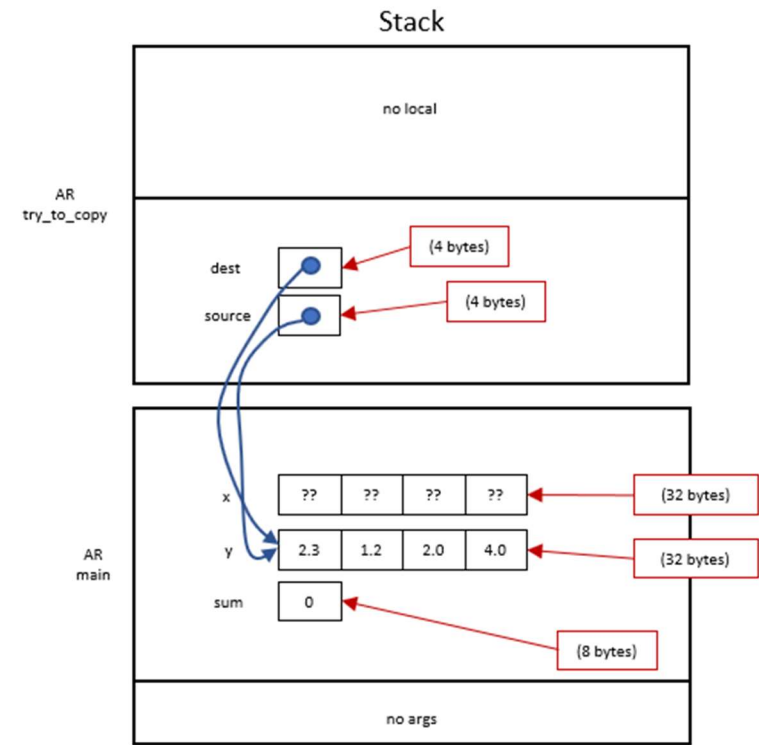 Stack
no local
AR
try_to_copy
dest
(4 bytes)
source
(4 bytes)
x
??
??
??
??
(32 bytes)
AR
main
y
2.3
1.2
2.0
4.0
(32 bytes)
sum
0
(8 bytes)
no args